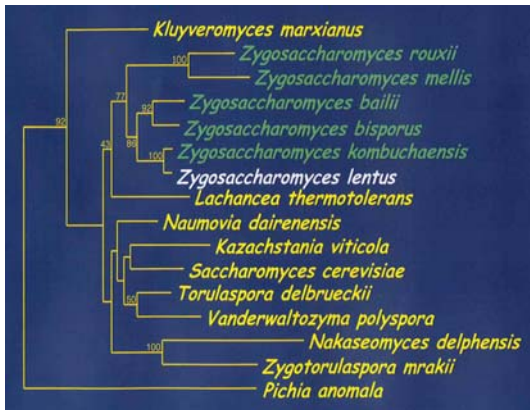 Kluyveromyces marxianus
100 Zygosaccharomyces rouxii
Zygosaccharomyces mellis
77
92 Zygosaccharomyces bailii
92 Zygosaccharomyces bisporus
86
43 100 Zygosaccharomyces kombuchaensis
Zygosaccharomyces lentus
Lachancea thermotolerans
Naumovia dairenensis
Kazachstania viticola
Saccharomyces cerevisiae
Torulaspora delbrueckii
50
Vanderwaltozyma polyspora
Nakaseomyces delphensis
100
Zygotorulaspora mrakii
Pichia anomala